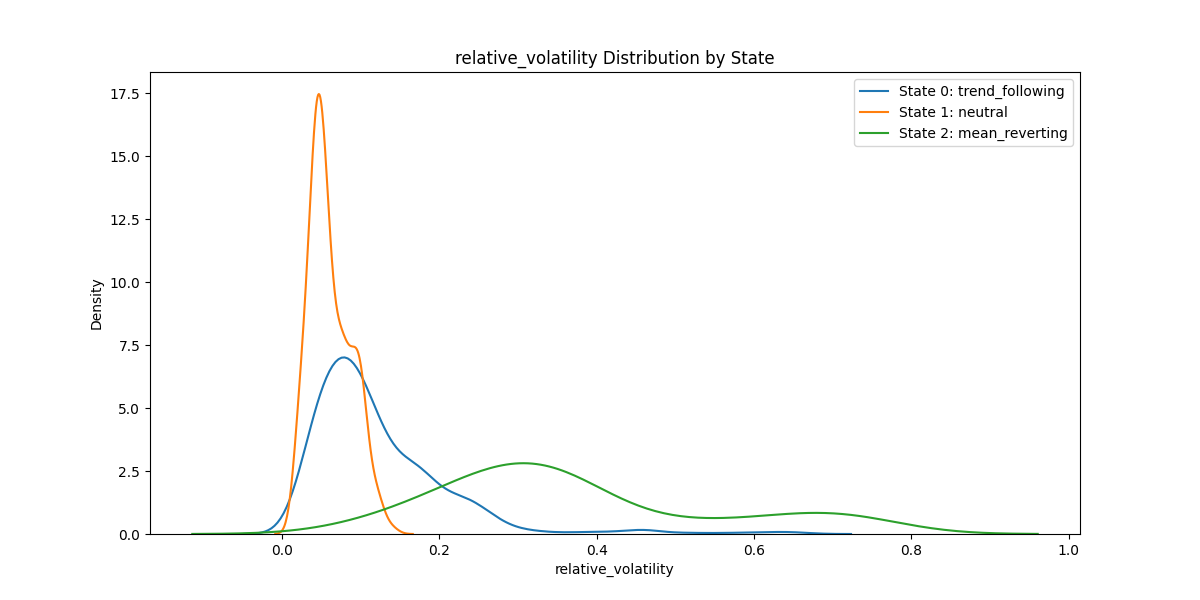 relative_volatility Distribution by State
State 0: trend_following
State 1: neutral
State 2: mean_reverting
Density
17.5
15.0
12.5
10.0
7.5
5.0
2.5
0.0
0.0 0.2 0.4 0.6 0.8 1.0
relative_volatility